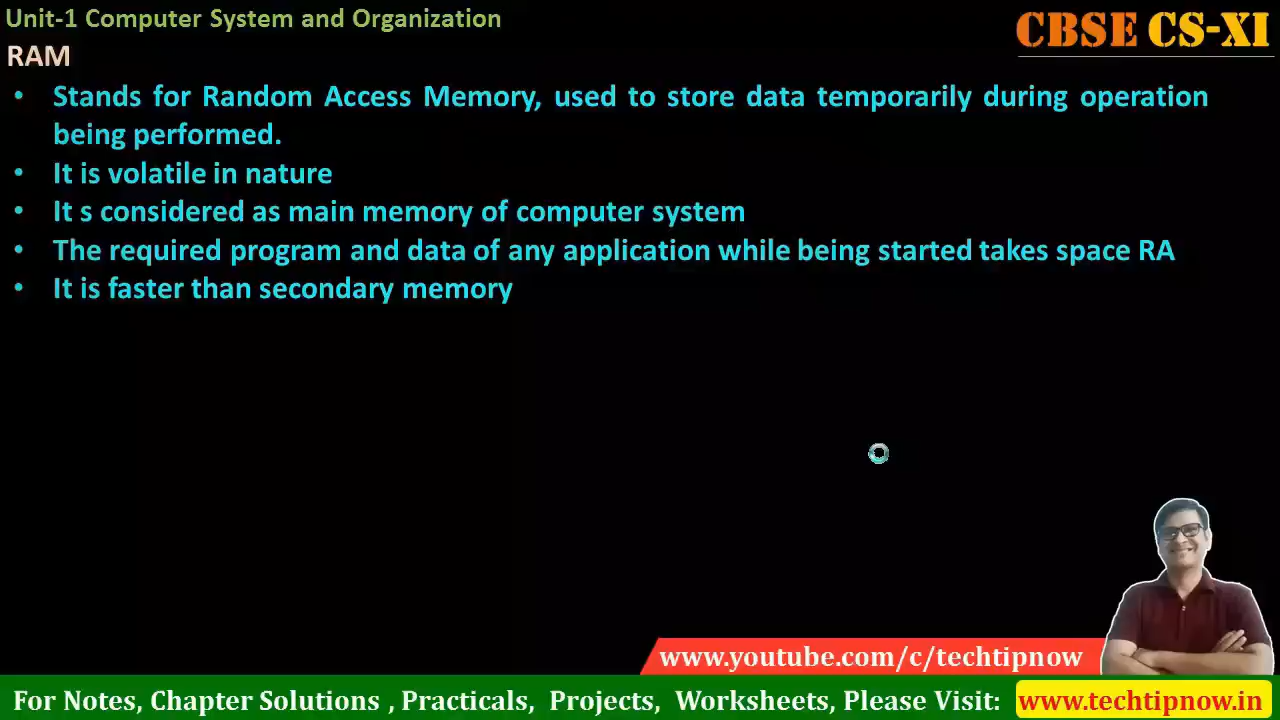 Unit-1 Computer System and Organization
CBSE CS-XI
RAM
• Stands for Random Access Memory, used to store data temporarily during operation
being performed.
• It is volatile in nature
• It s considered as main memory of computer system
• The required program and data of any application while being started takes space RA
• It is faster than secondary memory
www.youtube.com/c/techtipnow
For Notes, Chapter Solutions , Practicals, Projects, Worksheets, Please Visit: www.techtipnow.in